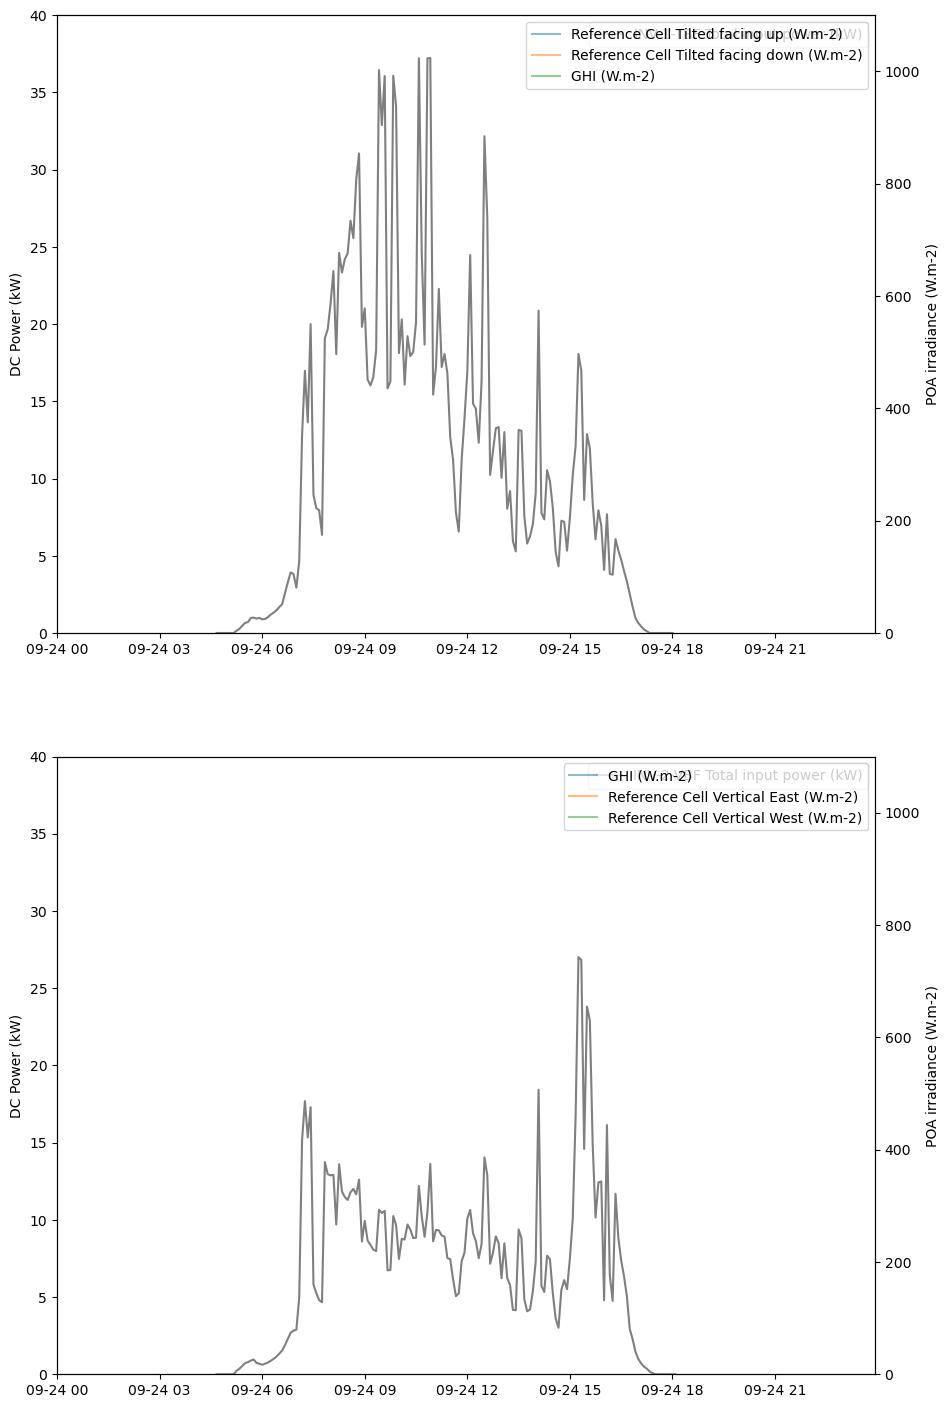 40
35
30
25
20
15
10
5
0
DC Power (kW)
Reference Cell Tilted facing up (W.m-2)
Reference Cell Tilted facing down (W.m-2)
GHI (W.m-2)
1000
800
600
400
200
0
POA irradiance (W.m-2)
09-24 00 09-24 03 09-24 06 09-24 09 09-24 12 09-24 15 09-24 18 09-24 21
40
35
30
25
20
15
10
5
0
DC Power (kW)
Total input power (kW)
GHI (W.m-2)
Reference Cell Vertical East (W.m-2)
Reference Cell Vertical West (W.m-2)
1000
800
600
400
200
0
POA irradiance (W.m-2)
09-24 00 09-24 03 09-24 06 09-24 09 09-24 12 09-24 15 09-24 18 09-24 21